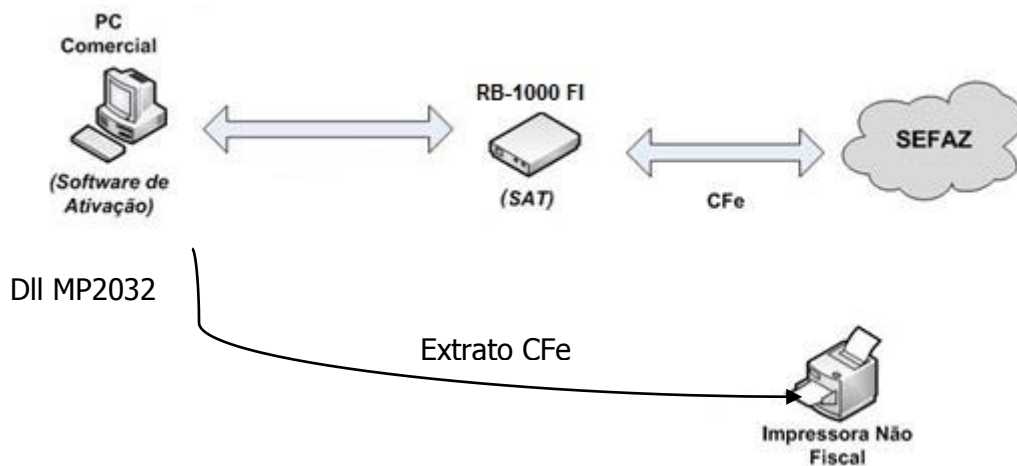 PC
Comercial
RB-1000 FI
SEFAZ
(Software de
Ativação)
(SAT)
CFe
Dll MP2032
Extrato CFe
Impressora Não
Fiscal